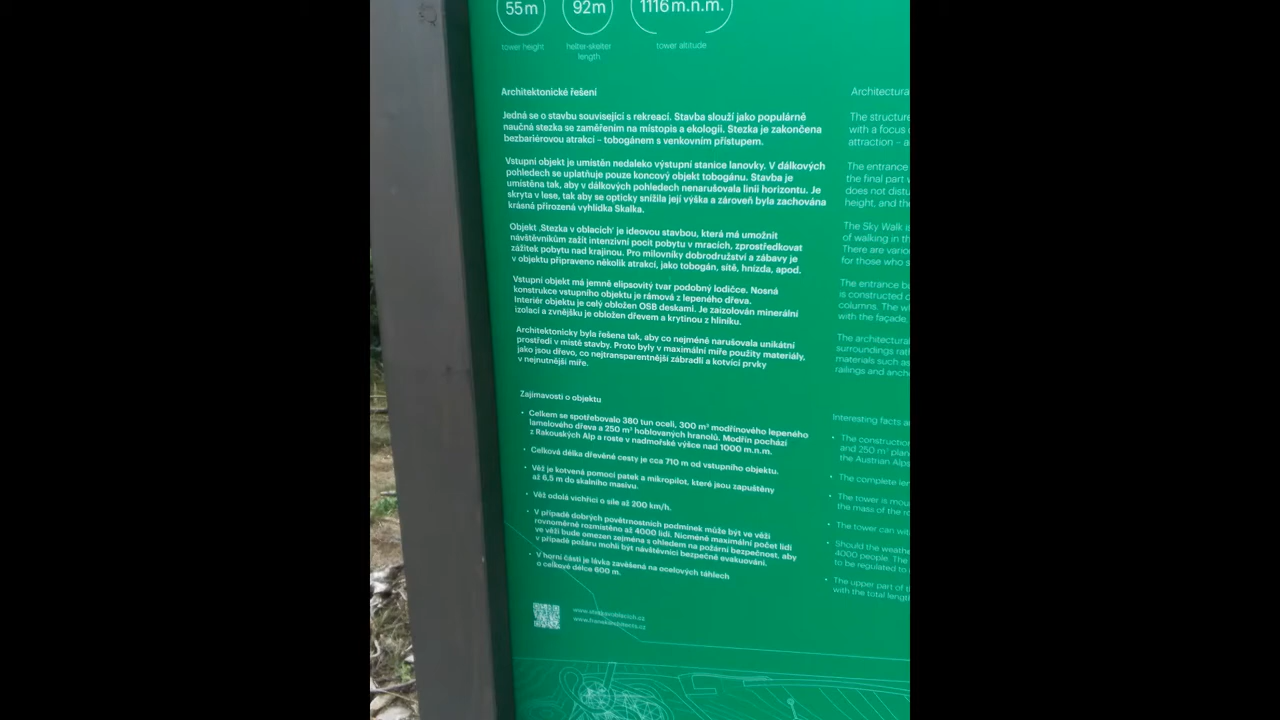 55m
92m
1116m.n.m.
tower height
helter-skelter
length
tower altitude
Architektonické řešení
Jedná se o stavbu související s rekreací. Stavba slouží jako populárně
naučná stezka se zaměřením na místopis a ekologii. Stezka je zakončena
bezbariérovou atrakcí – tobogánem s venkovním přístupem.
Vstupní objekt je umístěn nedaleko výstupní stanice lanovky. V dálkových
pohledech se uplatňuje pouze koncový objekt tobogánu. Stavba je
umístěna tak, aby v dálkových pohledech nenarušovala linii horizontu. Je
skryta v lese, tak aby se opticky snížila její výška a zároveň byla zachována
krásná přirozená vyhlídka Skalka.
Objekt ‚Stezka v oblacích' je ideovou stavbou, která má umožnit
návštěvníkům zažít intenzivní pocit pobytu v mracích, zprostředkovat
zážitek pobytu nad krajinou. Pro milovníky dobrodružství a zábavy je
v objektu připraveno několik atrakcí, jako tobogán, sítě, hnízda, apod.
Vstupní objekt má jemně elipsovitý tvar podobný lodičce. Nosná
konstrukce vstupního objektu je rámová z lepeného dřeva.
Interiér objektu je celý obložen OSB deskami. Je zaizolován minerální
izolací a zvnějšku je obložen dřevem a krytinou z hliníku.
Architektonicky byla řešena tak, aby co nejméně narušovala unikátní
prostředí v místě stavby. Proto byly v maximální míře použity materiály,
jako jsou dřevo, co nejtransparentnější zábradlí a kotvící prvky
v nejnutnější míře.
Zajímavosti o objektu
• Celkem se spotřebovalo 380 tun oceli, 300 m³ modřínového lepeného
lamelového dřeva a 250 m³ hoblovaných hranolů. Modřín pochází
z Rakouských Alp a roste v nadmořské výšce nad 1000 m.n.m.
• Celková délka dřevěné cesty je cca 710 m od vstupního objektu.
• Věž je kotvená pomocí patek a mikropilot, které jsou zapuštěny
až 6,5 m do skalního masivu.
• Věž odolá vichřici o síle až 200 km/h.
• V případě dobrých povětrnostních podmínek může být ve věži
rovnoměrně rozmístěno až 4000 lidí. Nicméně maximální počet lidí
ve věži bude omezen zejména s ohledem na požární bezpečnost, aby
v případě požáru mohli být návštěvníci bezpečně evakuováni.
• V horní části je lávka zavěšená na ocelových táhlech
o celkové délce 600 m.
Architectura
The structure
with a focus
attraction – a
The entrance
the final part
does not distu
height, and the
The Sky Walk is
of walking in th
There are vario
for those who s
The entrance bu
is constructed
columns. The w
with the façade,
The architectural
surroundings rat
materials such as
railings and ancho
Interesting facts a
• The construction
and 250 m³ plan
the Austrian Alps
• The complete len
• The tower is mou
the mass of the ro
• The tower can wit
• Should the weathe
4000 people. The
to be regulated to
• The upper part of t
with the total length